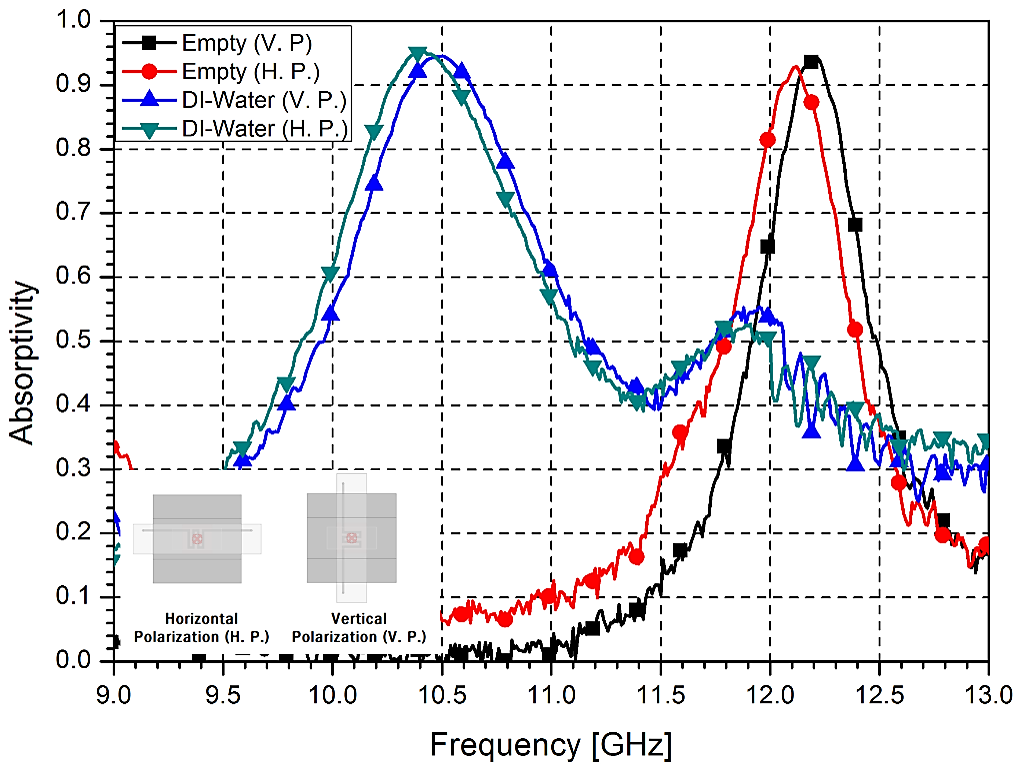 1.0
0.9
0.8
0.7
0.6
0.5
0.4
0.3
0.2
0.1
0.0
Absorptivity
Empty (V. P)
Empty (H. P.)
DI-Water (V. P.)
DI-Water (H. P.)
Horizontal
Polarization (H. P.)
Vertical
Polarization (V. P.)
9.0 9.5 10.0 10.5 11.0 11.5 12.0 12.5 13.0
Frequency [GHz]